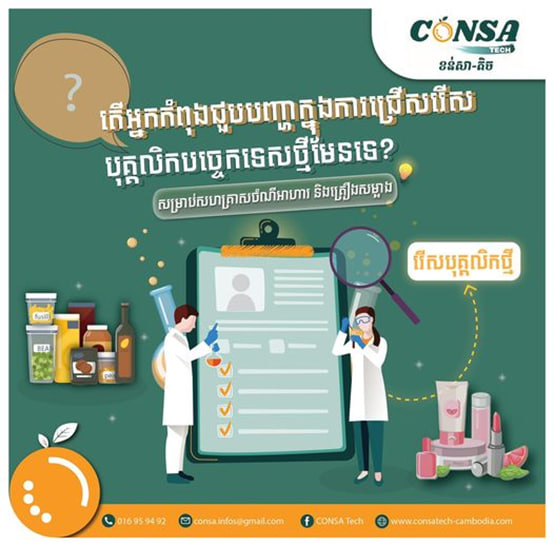 CONSA
TECH
ខន់សា-តិច
?
តើអ្នកកំពុងជួបបញ្ហាក្នុងការជ្រើសរើស
បុគ្គលិកបច្ចេកទេសថ្មីមែនទេ?
សម្រាប់សហគ្រាសចំណីអាហារ និងគ្រឿងសម្អាង
រើសបុគ្គលិកថ្មី
fusilli
BEA
016 95 94 92
consa.infos@gmail.com
CONSA Tech
www.consatech-cambodia.com